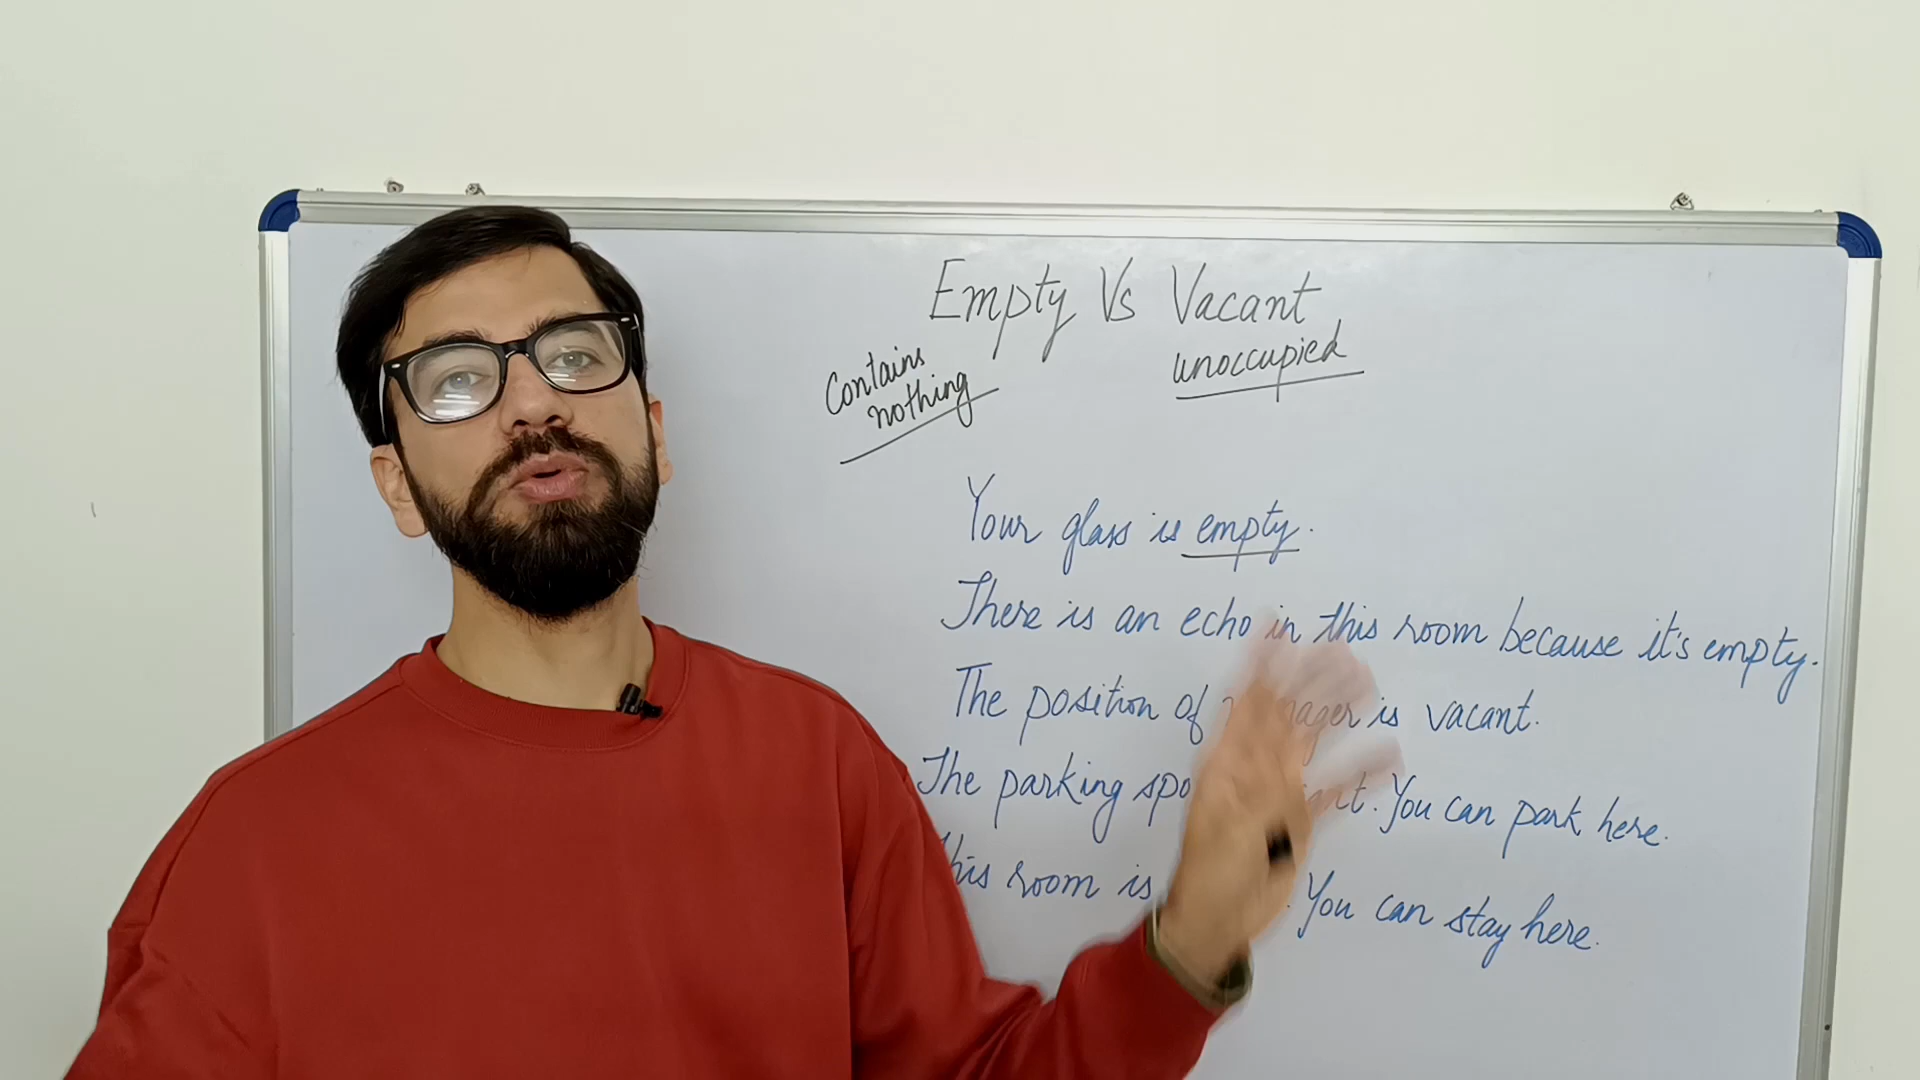 Empty Vs Vacant
Contains
nothing
unoccupied
Your glass is empty.
There is an echo in this room because it's empty.
The position of is vacant.
The parking You can park here.
room is You can stay here.